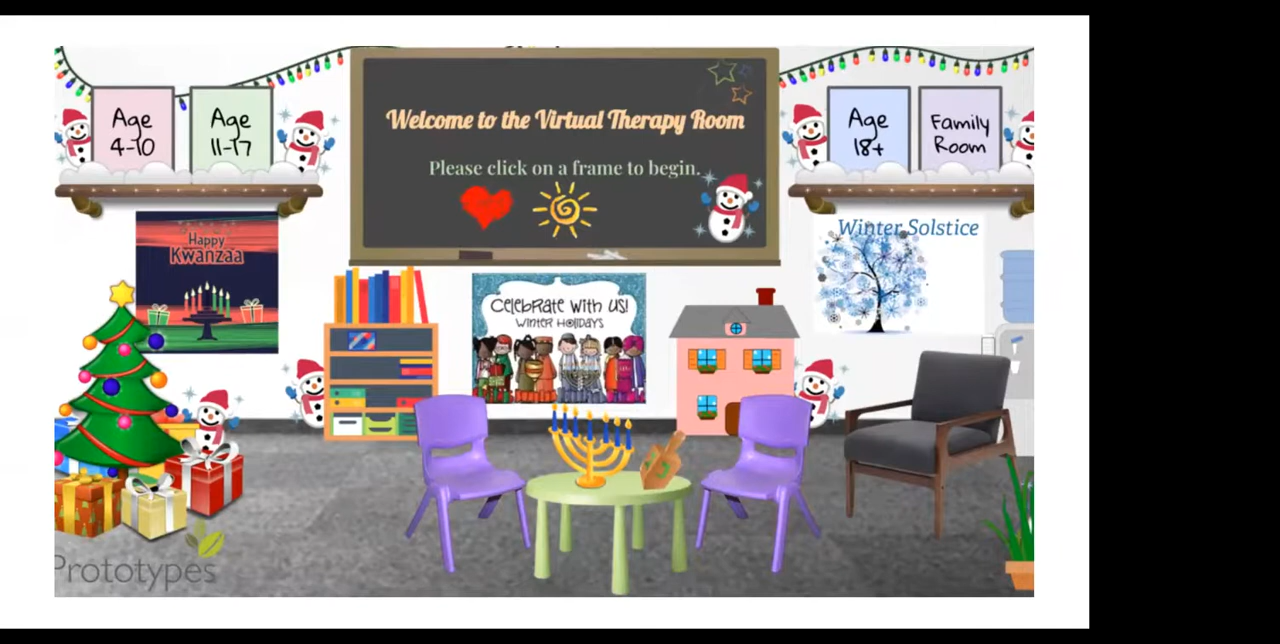 Welcome to the Virtual Therapy Room
Please click on a frame to begin.
Age
4-10
Age
11-17
Age
18+
Family
Room
Happy
Kwanzaa
Celebrate with us!
Winter Holidays
Winter Solstice
Prototypes